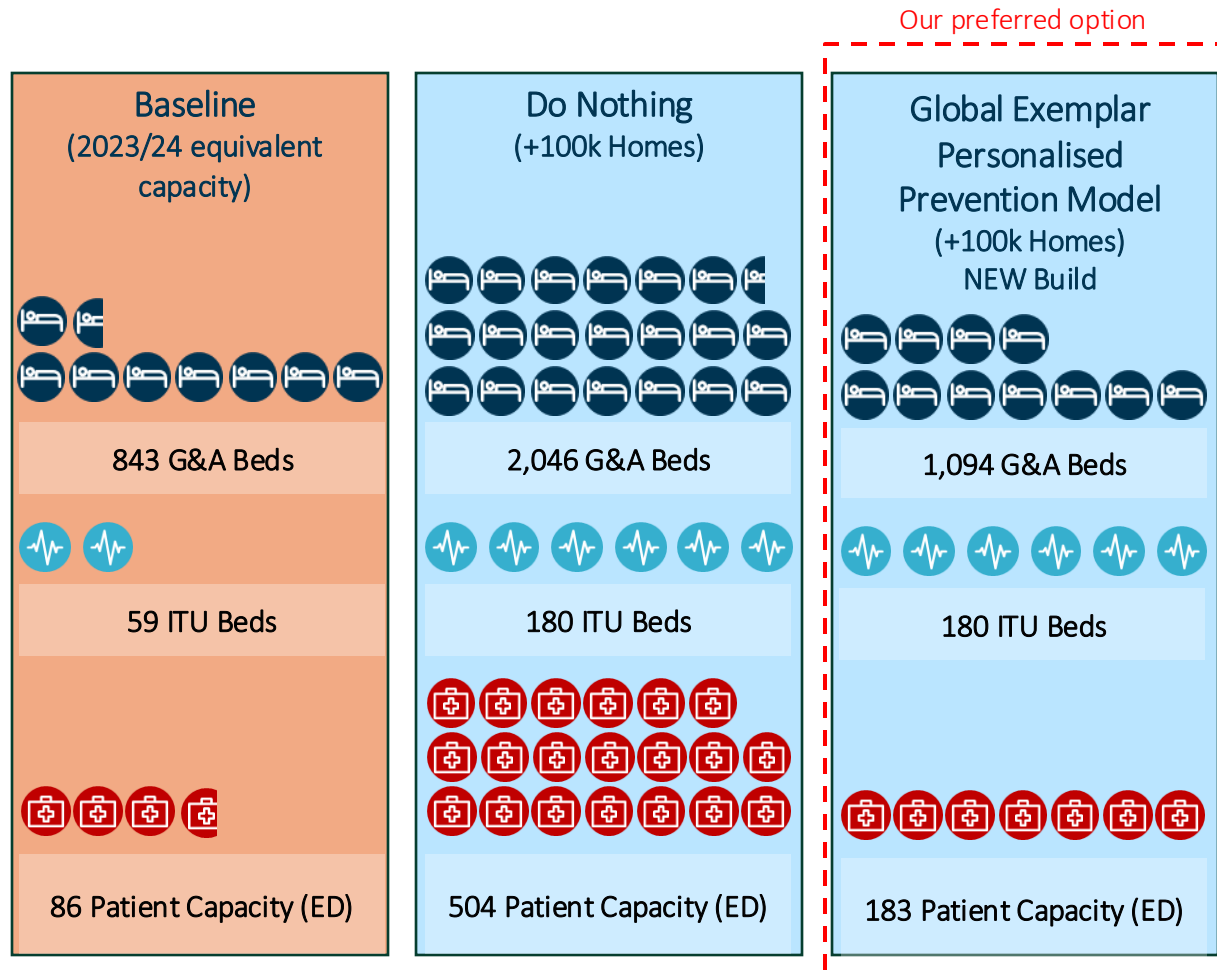 Our preferred option
Baseline
(2023/24 equivalent
capacity)
843 G&A Beds
59 ITU Beds
86 Patient Capacity (ED)
Do Nothing
(+100k Homes)
2,046 G&A Beds
180 ITU Beds
504 Patient Capacity (ED)
Global Exemplar
Personalised
Prevention Model
(+100k Homes)
NEW Build
1,094 G&A Beds
180 ITU Beds
183 Patient Capacity (ED)